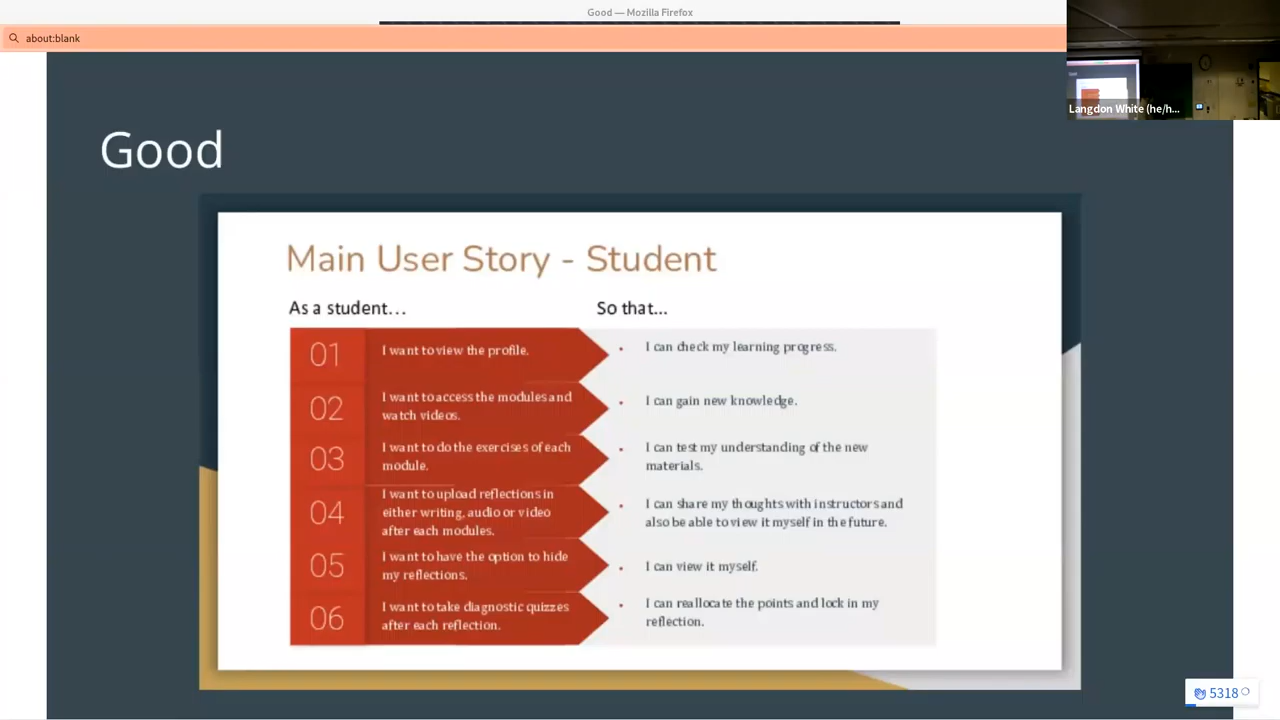 Good — Mozilla Firefox
about:blank
Langdon White (he/h...
Good
Main User Story - Student
As a student...
So that...
01
I want to view the profile.
I can check my learning progress.
02
I want to access the modules and
watch videos.
I can gain new knowledge.
03
I want to do the exercises of each
module.
I can test my understanding of the new
materials.
04
I want to upload reflections in
either writing, audio or video
after each modules.
I can share my thoughts with instructors and
also be able to view it myself in the future.
05
I want to have the option to hide
my reflections.
I can view it myself.
06
I want to take diagnostic quizzes
after each reflection.
I can reallocate the points and lock in my
reflection.
5318